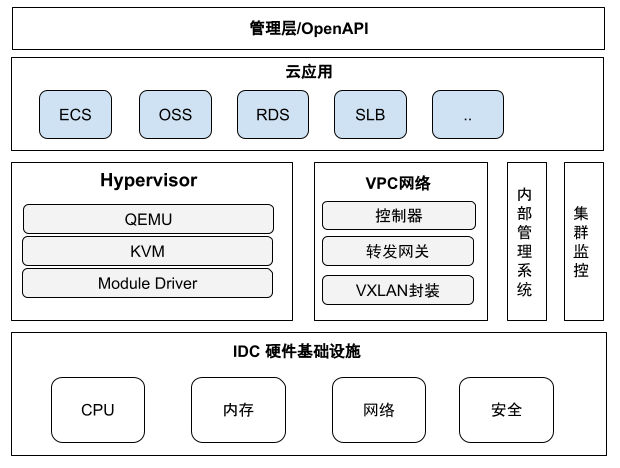 管理层/OpenAPI
云应用
ECS
OSS
RDS
SLB
..
Hypervisor
QEMU
KVM
Module Driver
VPC网络
控制器
转发网关
VXLAN封装
内部管理系统
集群监控
IDC 硬件基础设施
CPU
内存
网络
安全